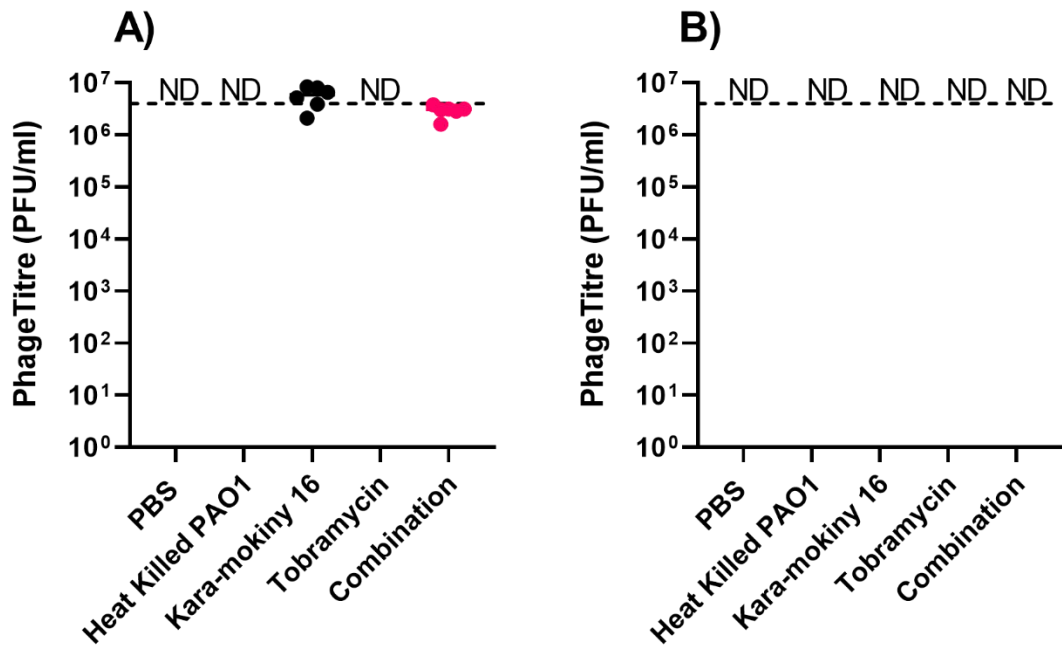 A)
PhageTitre (PFU/ml)
10⁷
10⁶
10⁵
10⁴
10³
10²
10¹
10⁰
ND ND ND
PBS
Heat Killed PAO1
Kara-mokiny 16
Tobramycin
Combination
B)
PhageTitre (PFU/ml)
10⁷
10⁶
10⁵
10⁴
10³
10²
10¹
10⁰
ND ND ND ND ND
PBS
Heat Killed PAO1
Kara-mokiny 16
Tobramycin
Combination